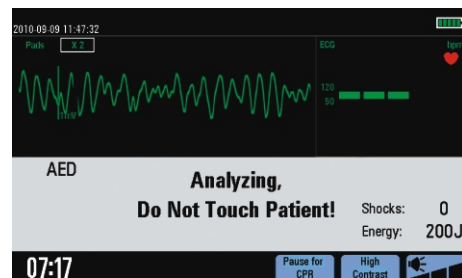 2010-09-09 11:47:32
Pads X 2
ECG
bpm
120
50
1mV
AED
Analyzing,
Do Not Touch Patient!
Shocks: 0
Energy: 200J
07:17
Pause for
CPR
High
Contrast